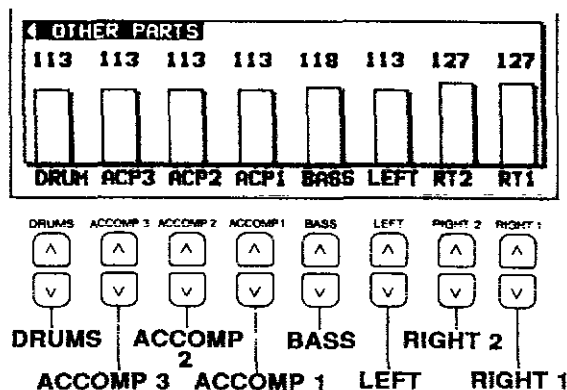 OTHER PARTS
113 113 113 113 118 113 127 127
DRUM ACP3 ACP2 ACP1 BASS LEFT RT2 RT1
DRUMS ACCOMP 3 ACCOMP 2 ACCOMP1 BASS LEFT RIGHT 2 RIGHT 1
DRUMS ACCOMP BASS RIGHT 2
2
ACCOMP 3 ACCOMP 1 LEFT RIGHT 1